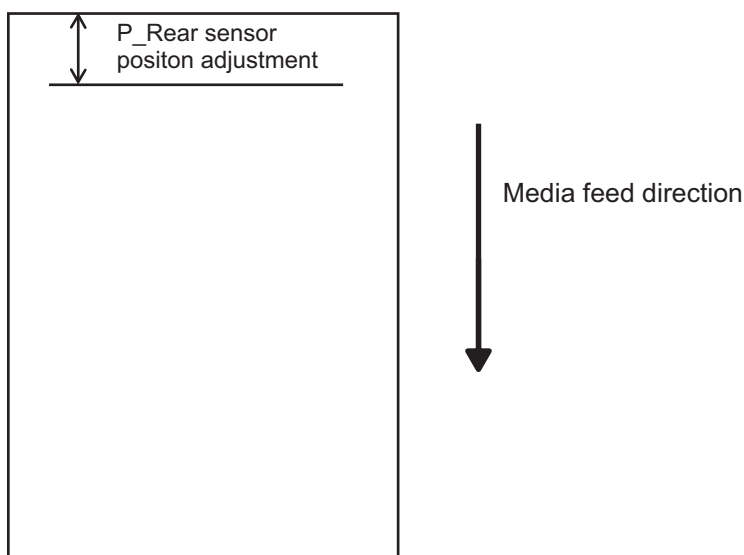 P_Rear sensor
positon adjustment
Media feed direction